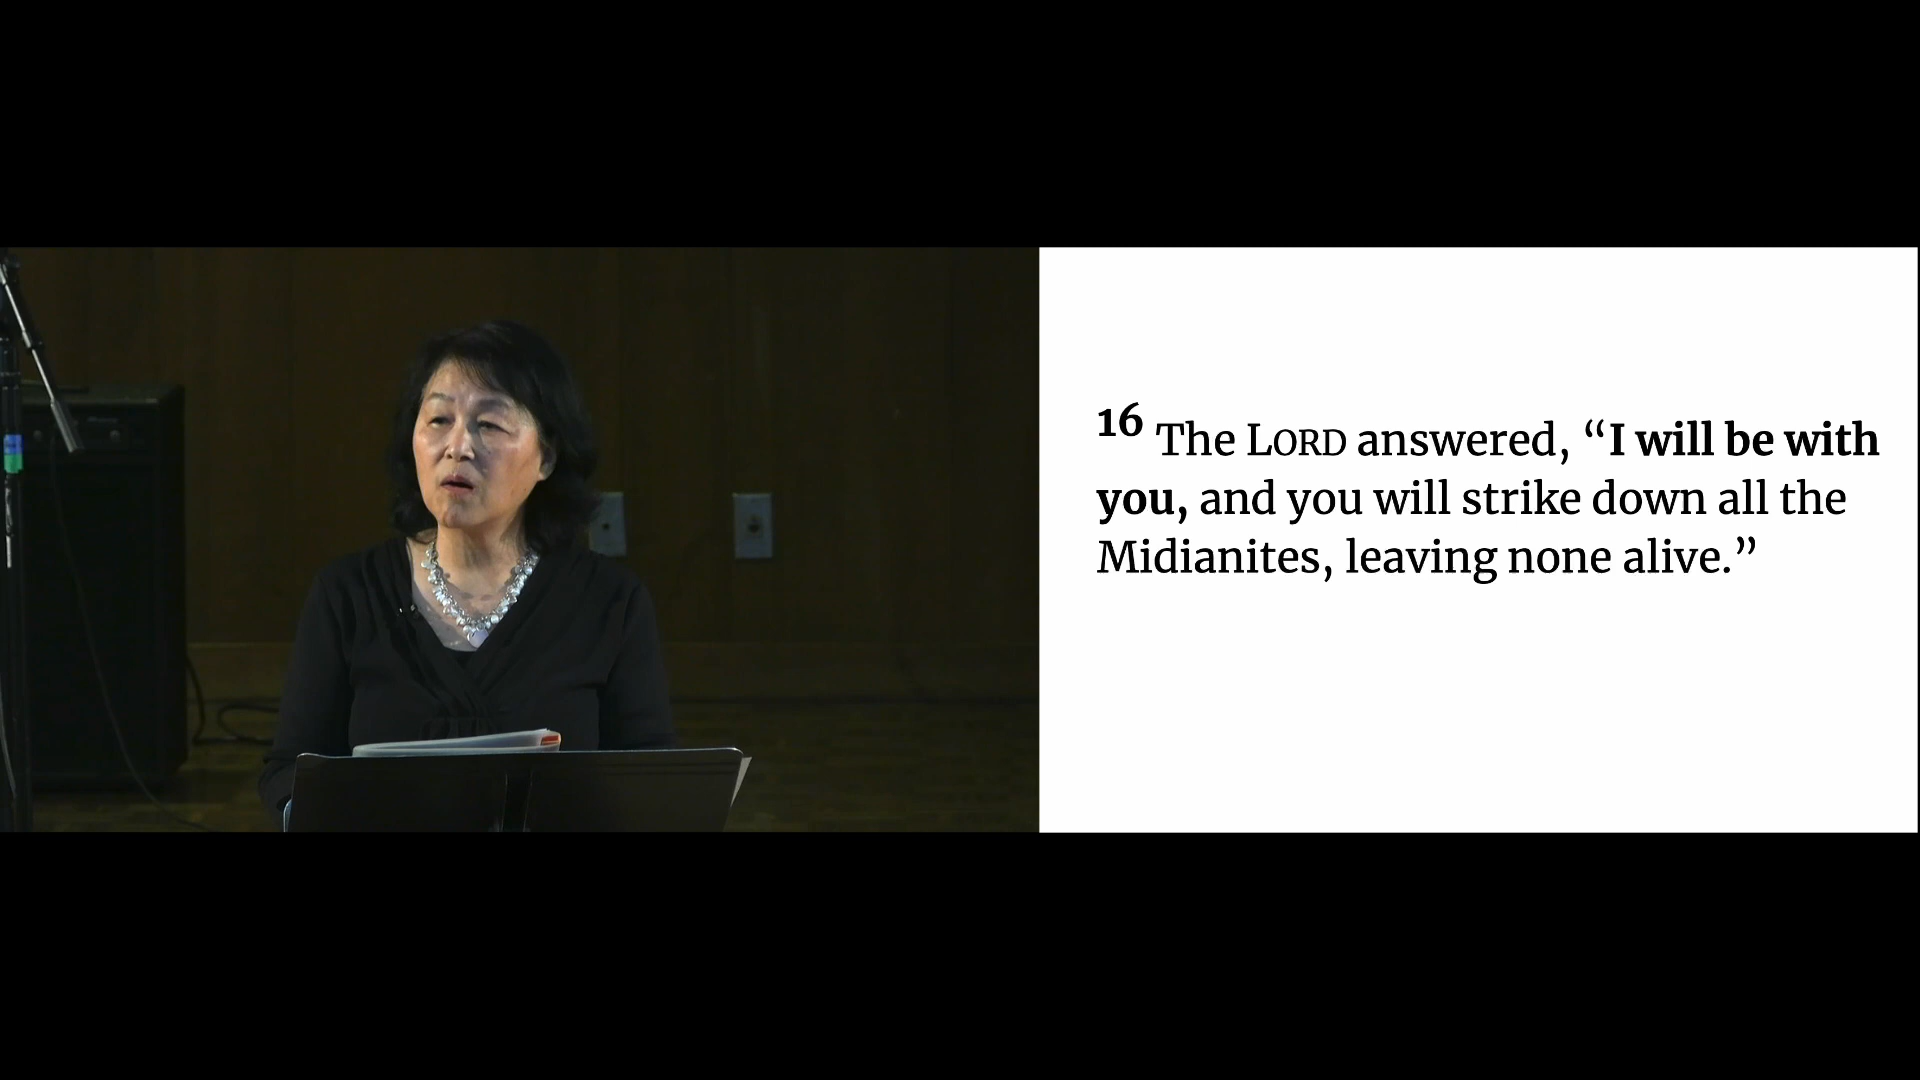 16 The LORD answered, “I will be with
you, and you will strike down all the
Midianites, leaving none alive.”